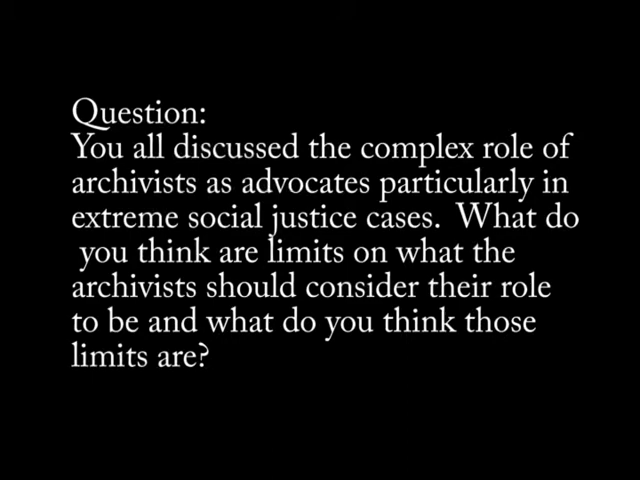 Question:
You all discussed the complex role of
archivists as advocates particularly in
extreme social justice cases.  What do
you think are limits on what the
archivists should consider their role
to be and what do you think those
limits are?